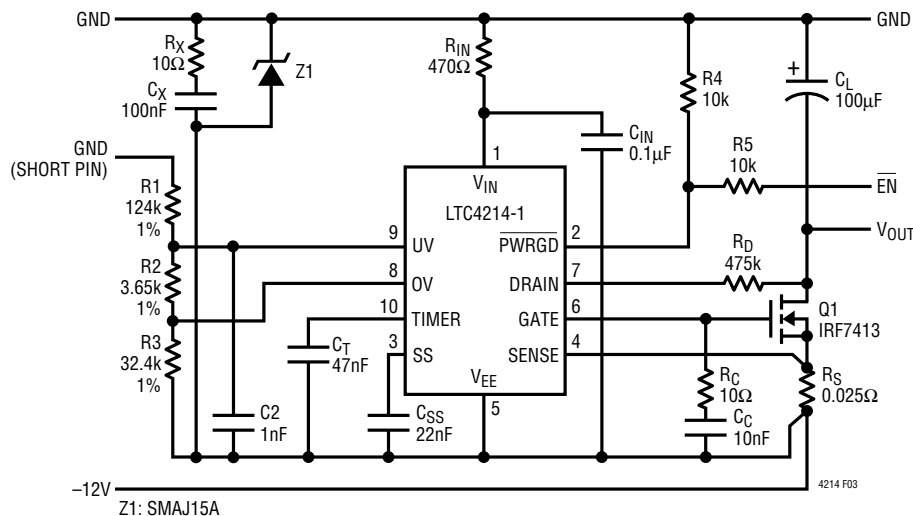 GND
GND
RX
10Ω
Z1
CX
100nF
RIN
470Ω
R4
10k
+
CL
100µF
CIN
0.1µF
GND
(SHORT PIN)
R1
124k
1%
R2
3.65k
1%
R3
32.4k
1%
1
VIN
LTC4214-1
9
UV
8
OV
10
TIMER
3
SS
VEE
5
PWRGD
2
DRAIN
7
GATE
6
SENSE
4
R5
10k
EN
VOUT
RD
475k
Q1
IRF7413
CT
47nF
C2
1nF
CSS
22nF
RC
10Ω
CC
10nF
RS
0.025Ω
–12V
4214 F03
Z1: SMAJ15A